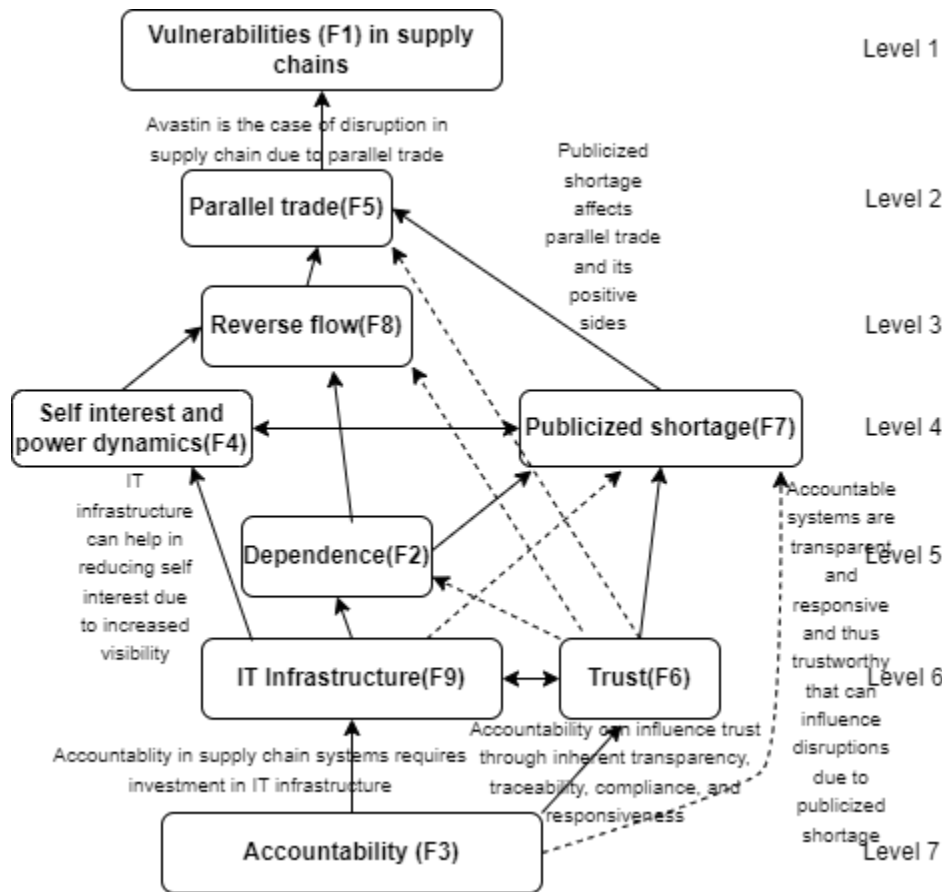 Vulnerabilities (F1) in supply
chains
Level 1
Avastin is the case of disruption in
supply chain due to parallel trade
Publicized
shortage
affects
parallel trade
and its
positive
sides
Parallel trade(F5)
Level 2
Reverse flow(F8)
Level 3
Self interest and
power dynamics(F4)
Publicized shortage(F7)
Level 4
IT
infrastructure
can help in
reducing self
interest due
to increased
visibility
Accountable
systems are
transparent
and
responsive
and thus
trustworthy
that can
influence
disruptions
due to
publicized
shortage
Dependence(F2)
Level 5
IT Infrastructure(F9)
Trust(F6)
Level 6
Accountablity in supply chain systems requires
investment in IT infrastructure
Accountability can influence trust
through inherent transparency,
traceability, compliance, and
responsiveness
Accountability (F3)
Level 7